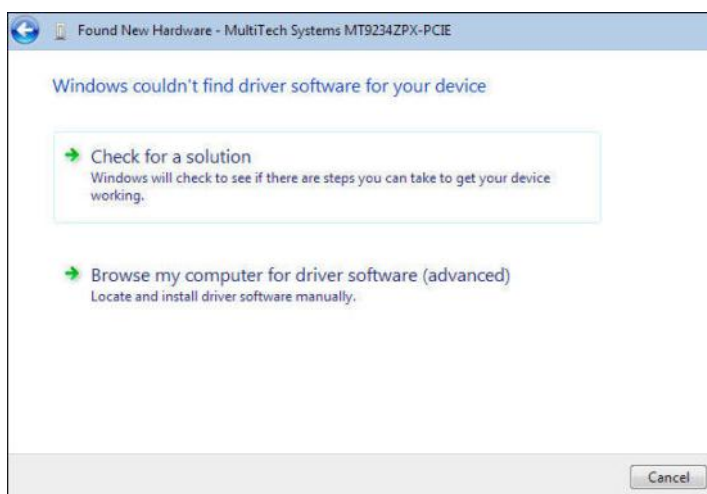 Found New Hardware - MultiTech Systems MT9234ZPX-PCIE
Windows couldn't find driver software for your device
Check for a solution
Windows will check to see if there are steps you can take to get your device
working.
Browse my computer for driver software (advanced)
Locate and install driver software manually.
Cancel